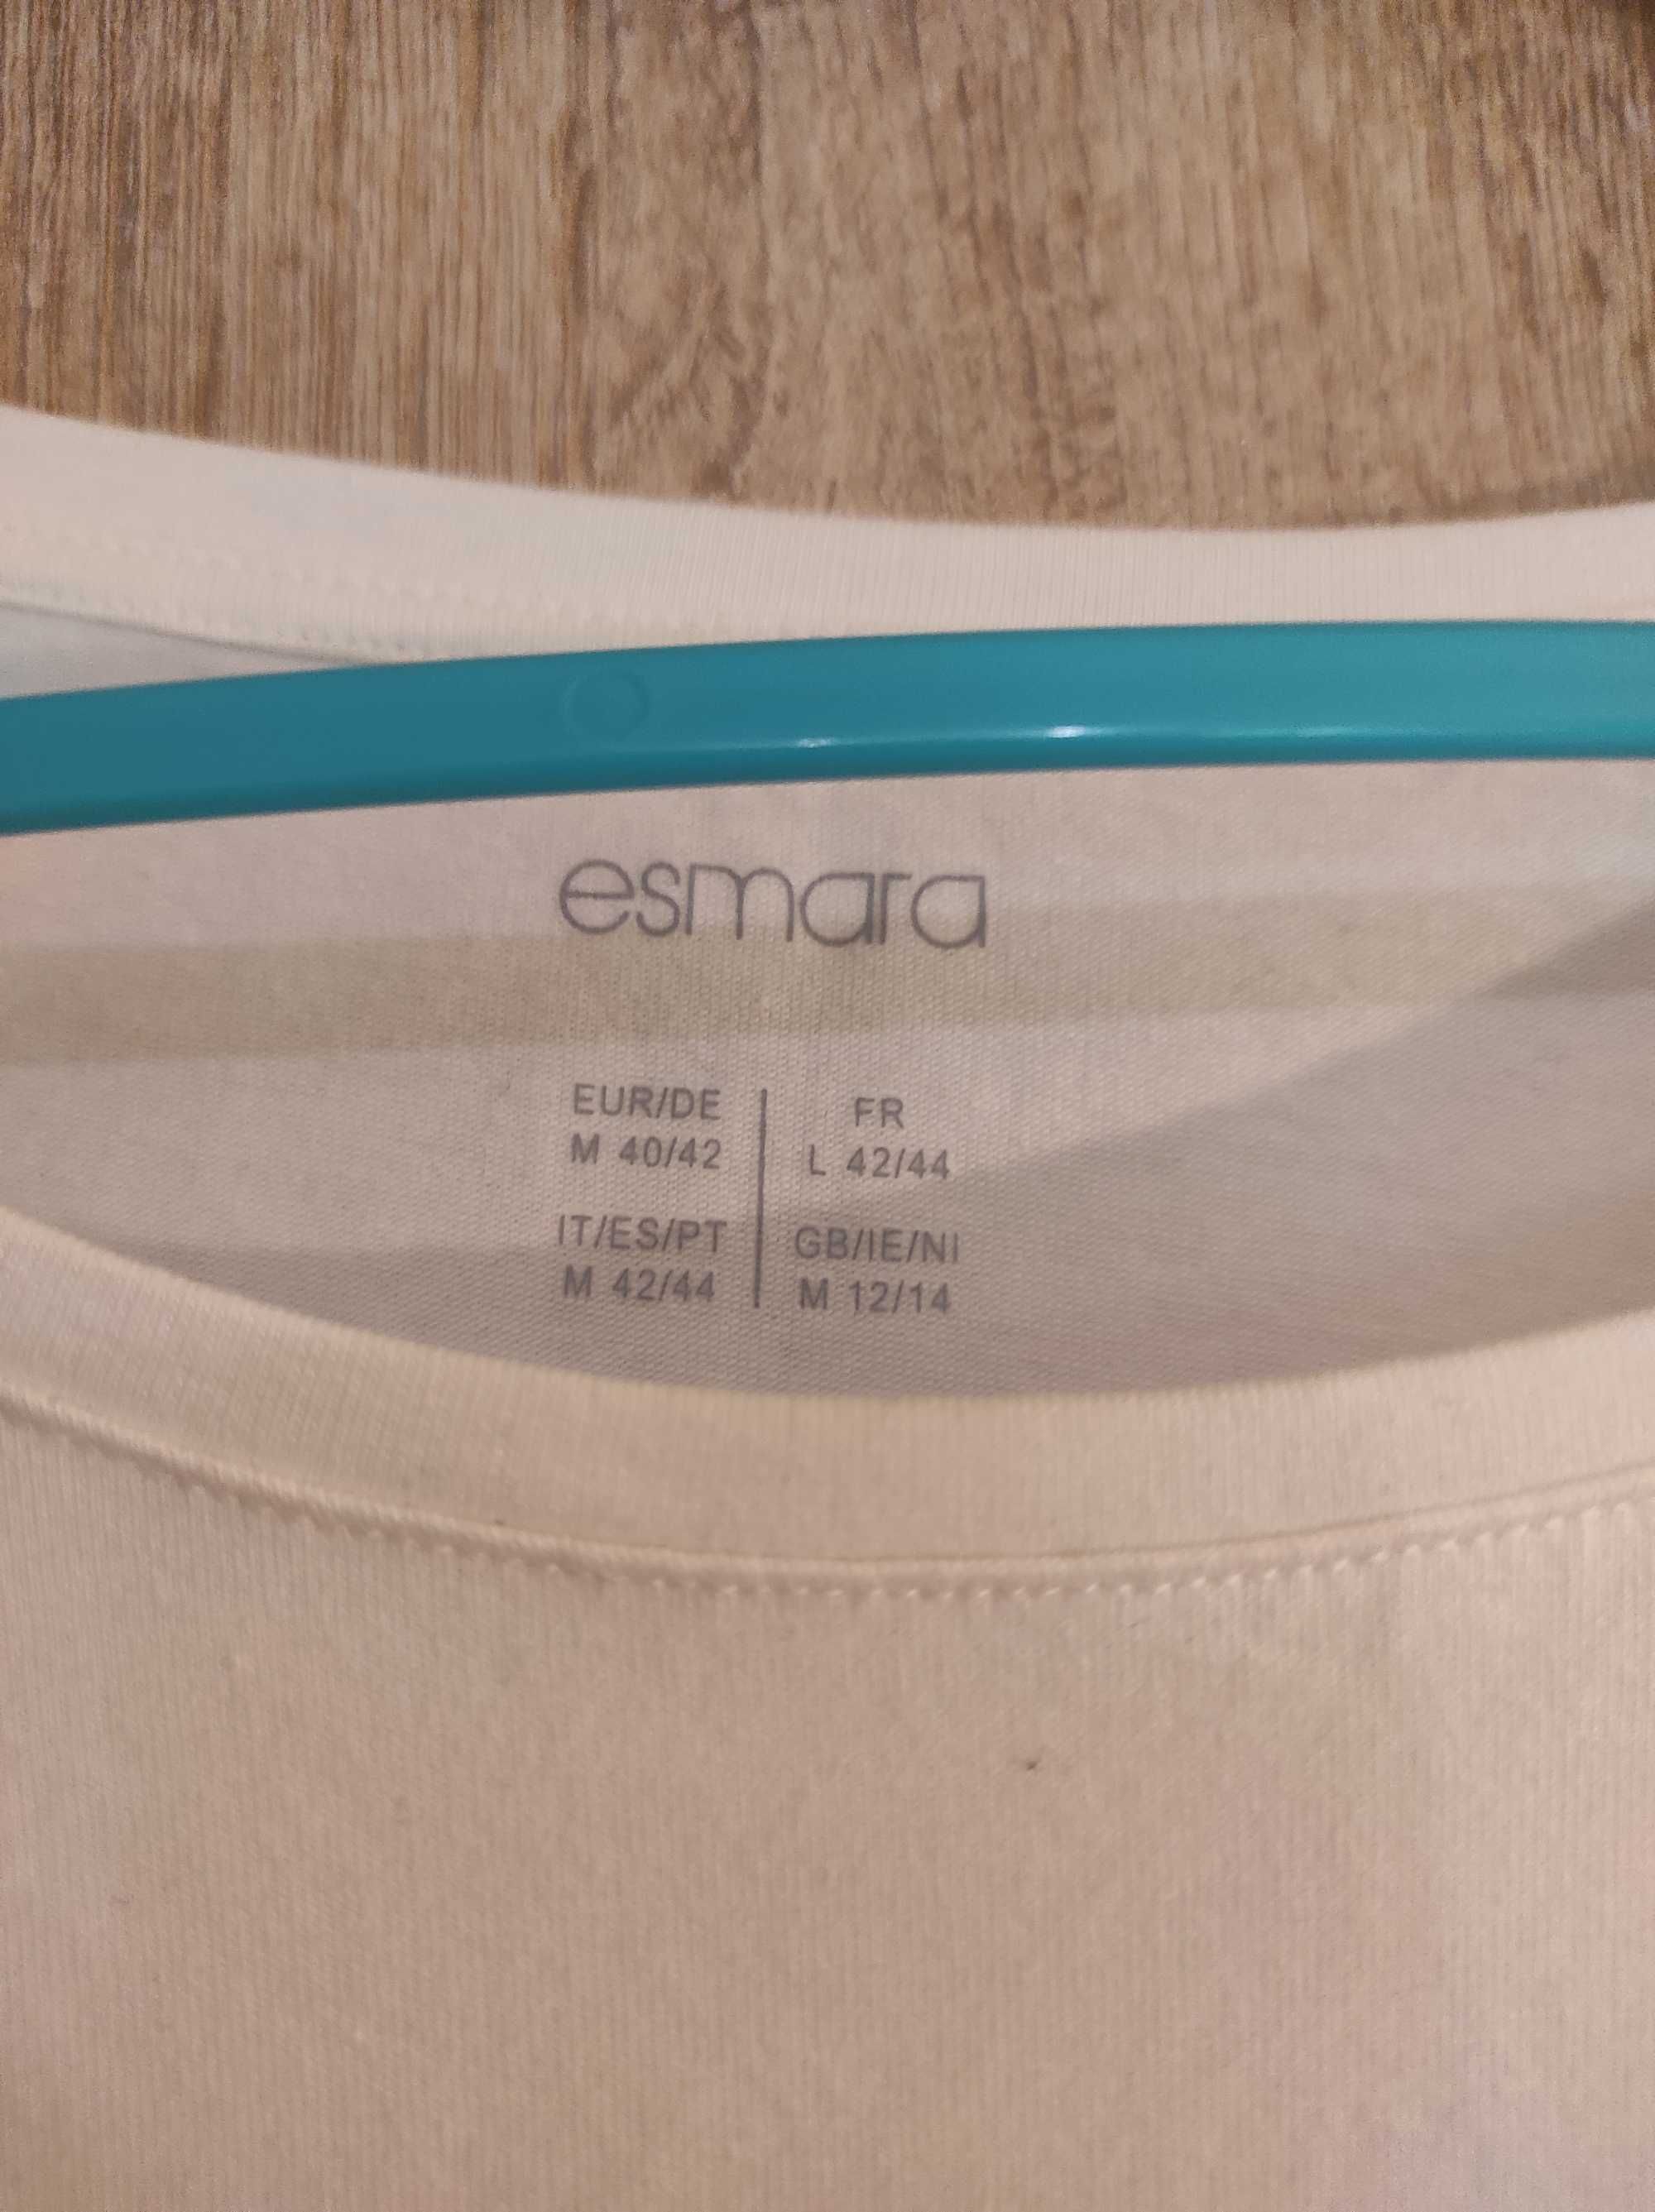 esmara
EUR/DE
M 40/42
FR
L 42/44
IT/ES/PT
M 42/44
GB/IE/NI
M 12/14